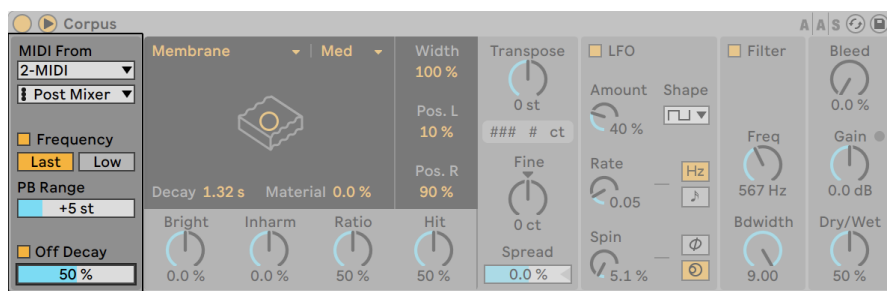 Corpus
A A S
MIDI From
2-MIDI
Post Mixer
Frequency
Last Low
PB Range
+5 st
Off Decay
50 %
Membrane Med
Decay 1.32 s Material 0.0 %
Width
100 %
Pos. L
10 %
Pos. R
90 %
Bright Inharm Ratio Hit
0.0 % 0.0 % 50 % 50 %
Transpose
0 st
### # ct
Fine
0 ct
Spread
0.0 %
LFO
Amount Shape
40 %
Rate Hz
0.05
Spin
5.1 %
Filter
Freq
567 Hz
Bdwidth
9.00
Bleed
0.0 %
Gain
0.0 dB
Dry/Wet
50 %